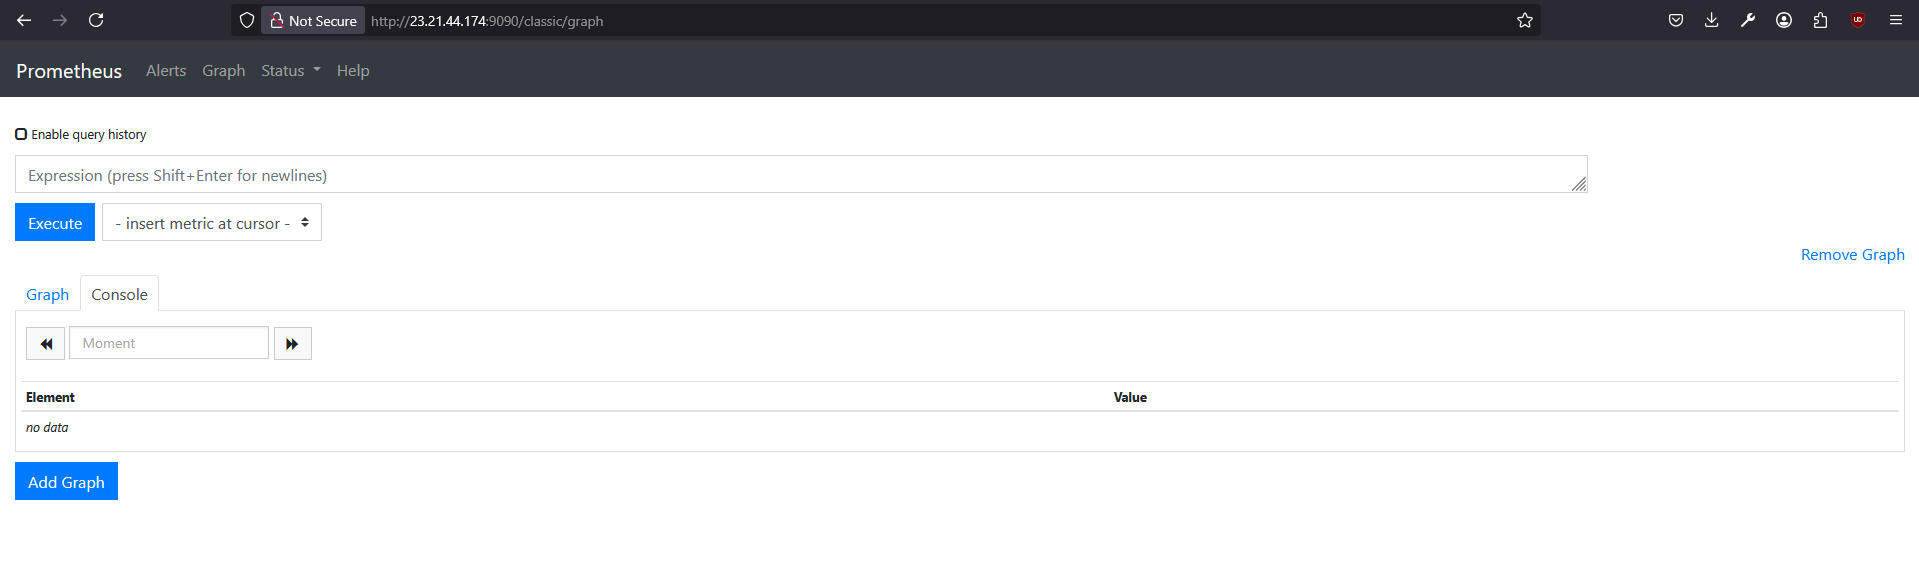 Not Secure http://23.21.44.174:9090/classic/graph
Prometheus Alerts Graph Status Help
Enable query history
Expression (press Shift+Enter for newlines)
Execute - insert metric at cursor -
Remove Graph
Graph Console
Moment
Element Value
no data
Add Graph